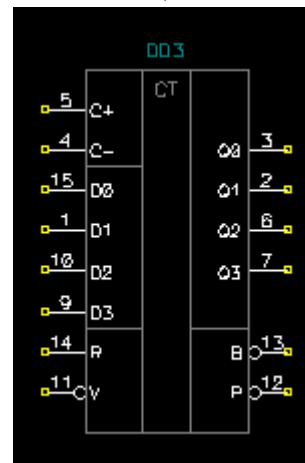 DD3
CT
5 C+
4 C-
Q0 3
15 D0
Q1 2
1 D1
Q2 6
10 D2
Q3 7
9 D3
14 R
B 13
11 V
P 12